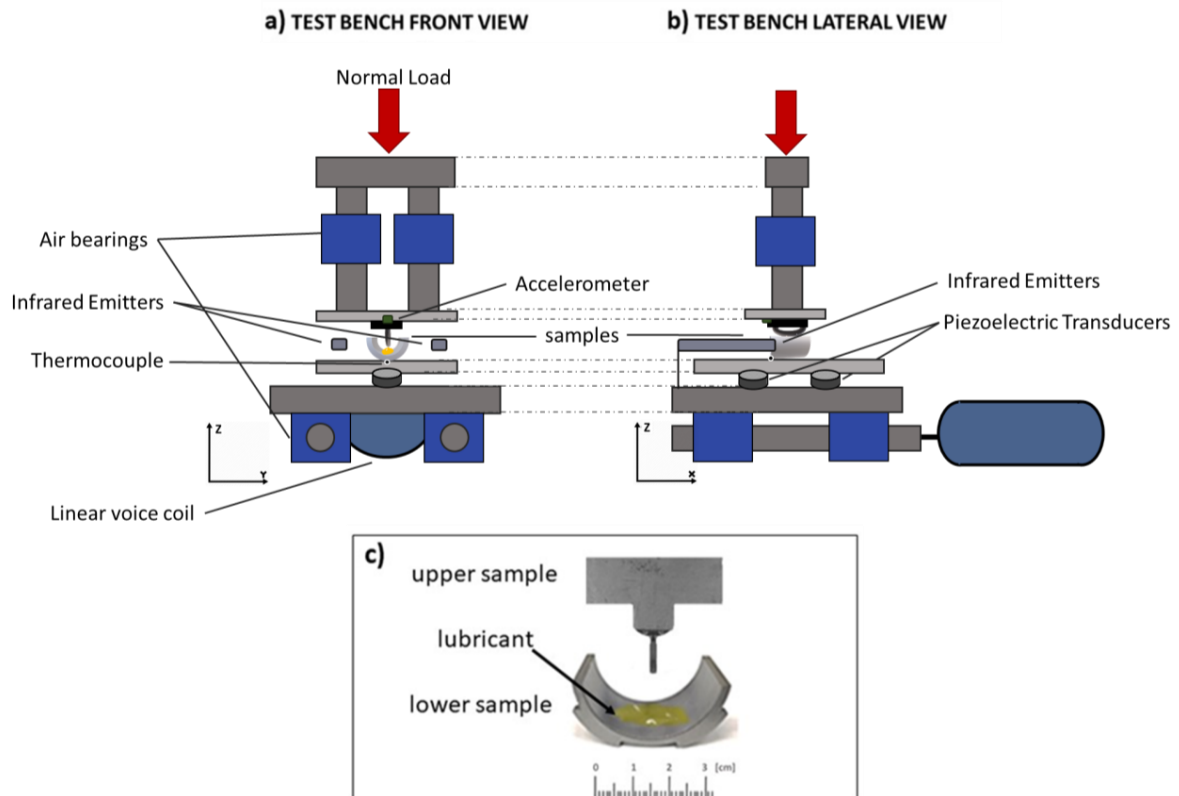 a) TEST BENCH FRONT VIEW
b) TEST BENCH LATERAL VIEW
Normal Load
Air bearings
Accelerometer
Infrared Emitters
Infrared Emitters
Piezoelectric Transducers
samples
Thermocouple
Z
Y
Z
X
Linear voice coil
c)
upper sample
lubricant
lower sample
0 1 2 3 [cm]